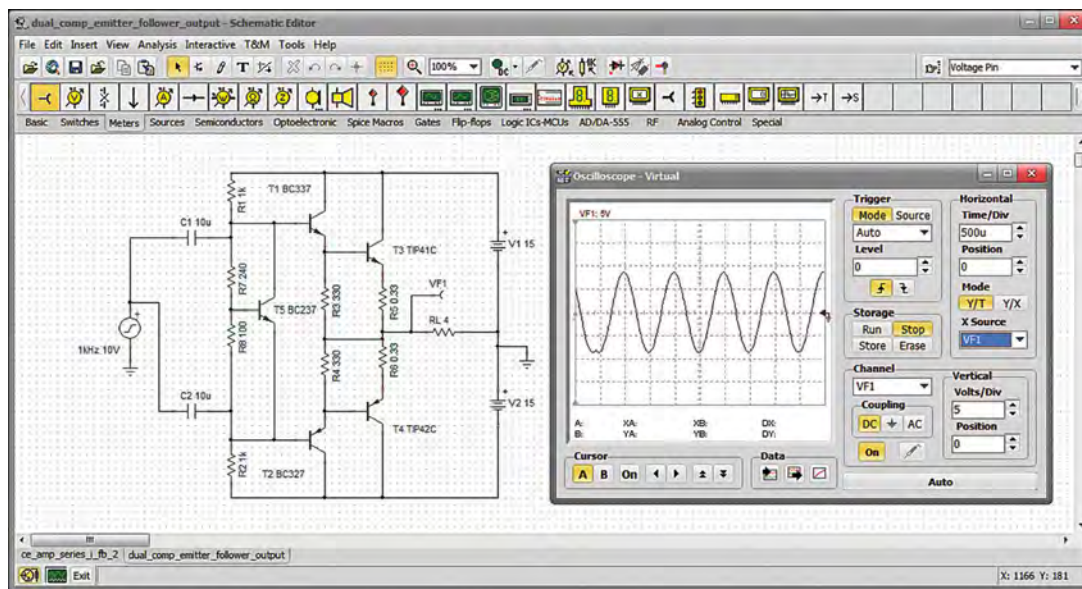 dual_comp_emitter_follower_output - Schematic Editor
File Edit Insert View Analysis Interactive T&M Tools Help
100%
Voltage Pin
Basic Switches Meters Sources Semiconductors Optoelectronic Spice Macros Gates Flip-flops Logic ICs-MCUs AD/DA-555 RF Analog Control Special
R1 1k
T1 BC337
C1 10u
T3 TIP41C
V1 15
R7 240
VF1
T5 BC237
R3 330
R5 0.33
RL 4
R8 100
1kHz 10V
R4 330
R6 0.33
C2 10u
V2 15
T4 TIP42C
R2 1k
T2 BC327
Oscilloscope - Virtual
VF1: 5V
A: XA: XB: DX:
B: YA: YB: DY:
Cursor
A B On
Data
Trigger
Mode Source
Auto
Level
0
Storage
Run Stop
Store Erase
Horizontal
Time/Div
500u
Position
0
Mode
Y/T Y/X
X Source
VF1
Channel
VF1
Coupling
DC AC
On
Vertical
Volts/Div
5
Position
0
Auto
ce_amp_series_i_fb_2 dual_comp_emitter_follower_output
Exit
X: 1166 Y: 181